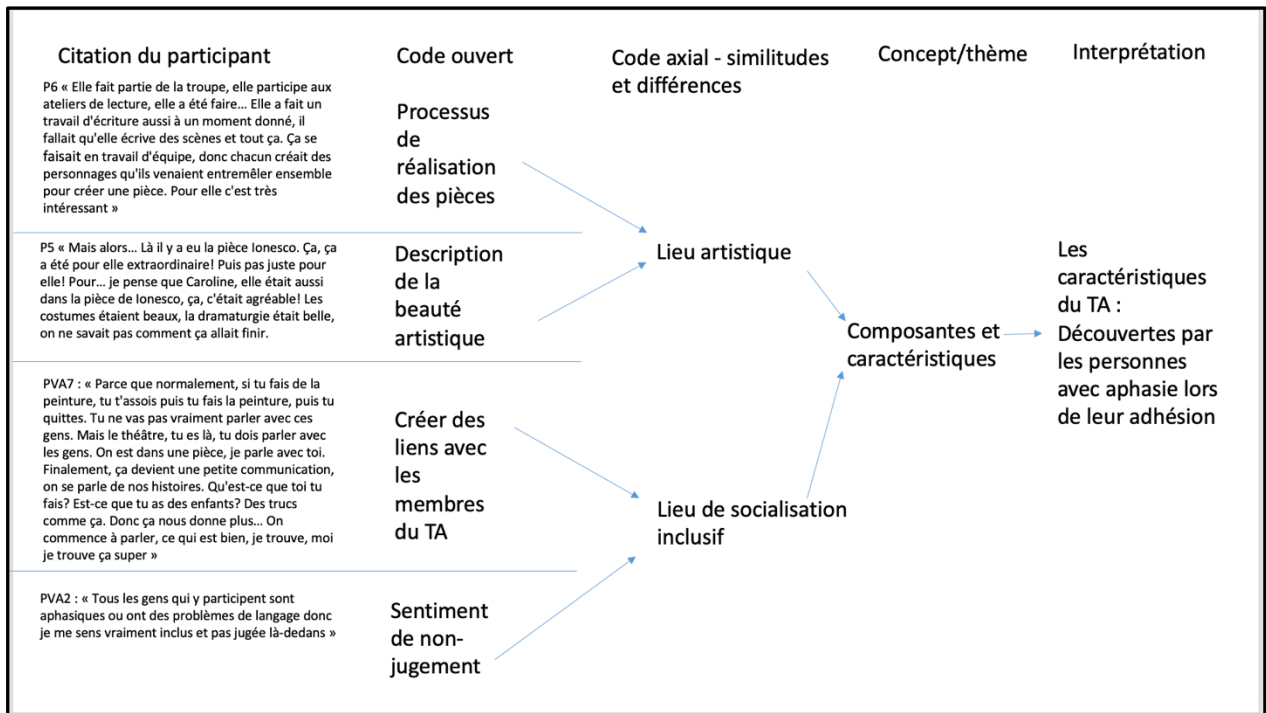 Citation du participant
Code ouvert
Code axial - similitudes
et différences
Concept/thème
Interprétation
P6 « Elle fait partie de la troupe, elle participe aux
ateliers de lecture, elle a été faire... Elle a fait un
travail d'écriture aussi à un moment donné, il
fallait qu'elle écrive des scènes et tout ça. Ça se
faisait en travail d'équipe, donc chacun créait des
personnages qu'ils venaient entremêler ensemble
pour créer une pièce. Pour elle c'est très
intéressant »
Processus
de
réalisation
des pièces
P5 « Mais alors... Là il y a eu la pièce Ionesco. Ça, ça
a été pour elle extraordinaire! Puis pas juste pour
elle! Pour... je pense que Caroline, elle était aussi
dans la pièce de Ionesco, ça, c'était agréable! Les
costumes étaient beaux, la dramaturgie était belle,
on ne savait pas comment ça allait finir.
Description
de la
beauté
artistique
Lieu artistique
PVA7 : « Parce que normalement, si tu fais de la
peinture, tu t'assois puis tu fais la peinture, puis tu
quittes. Tu ne vas pas vraiment parler avec ces
gens. Mais le théâtre, tu es là, tu dois parler avec
les gens. On est dans une pièce, je parle avec toi.
Finalement, ça devient une petite communication,
on se parle de nos histoires. Qu'est-ce que toi tu
fais? Est-ce que tu as des enfants? Des trucs
comme ça. Donc ça nous donne plus... On
commence à parler, ce qui est bien, je trouve, moi
je trouve ça super »
Créer des
liens avec
les
membres
du TA
PVA2 : « Tous les gens qui y participent sont
aphasiques ou ont des problèmes de langage donc
je me sens vraiment inclus et pas jugée là-dedans »
Sentiment
de non-
jugement
Lieu de socialisation
inclusif
Composantes et
caractéristiques
Les
caractéristiques
du TA :
Découvertes par
les personnes
avec aphasie lors
de leur adhésion